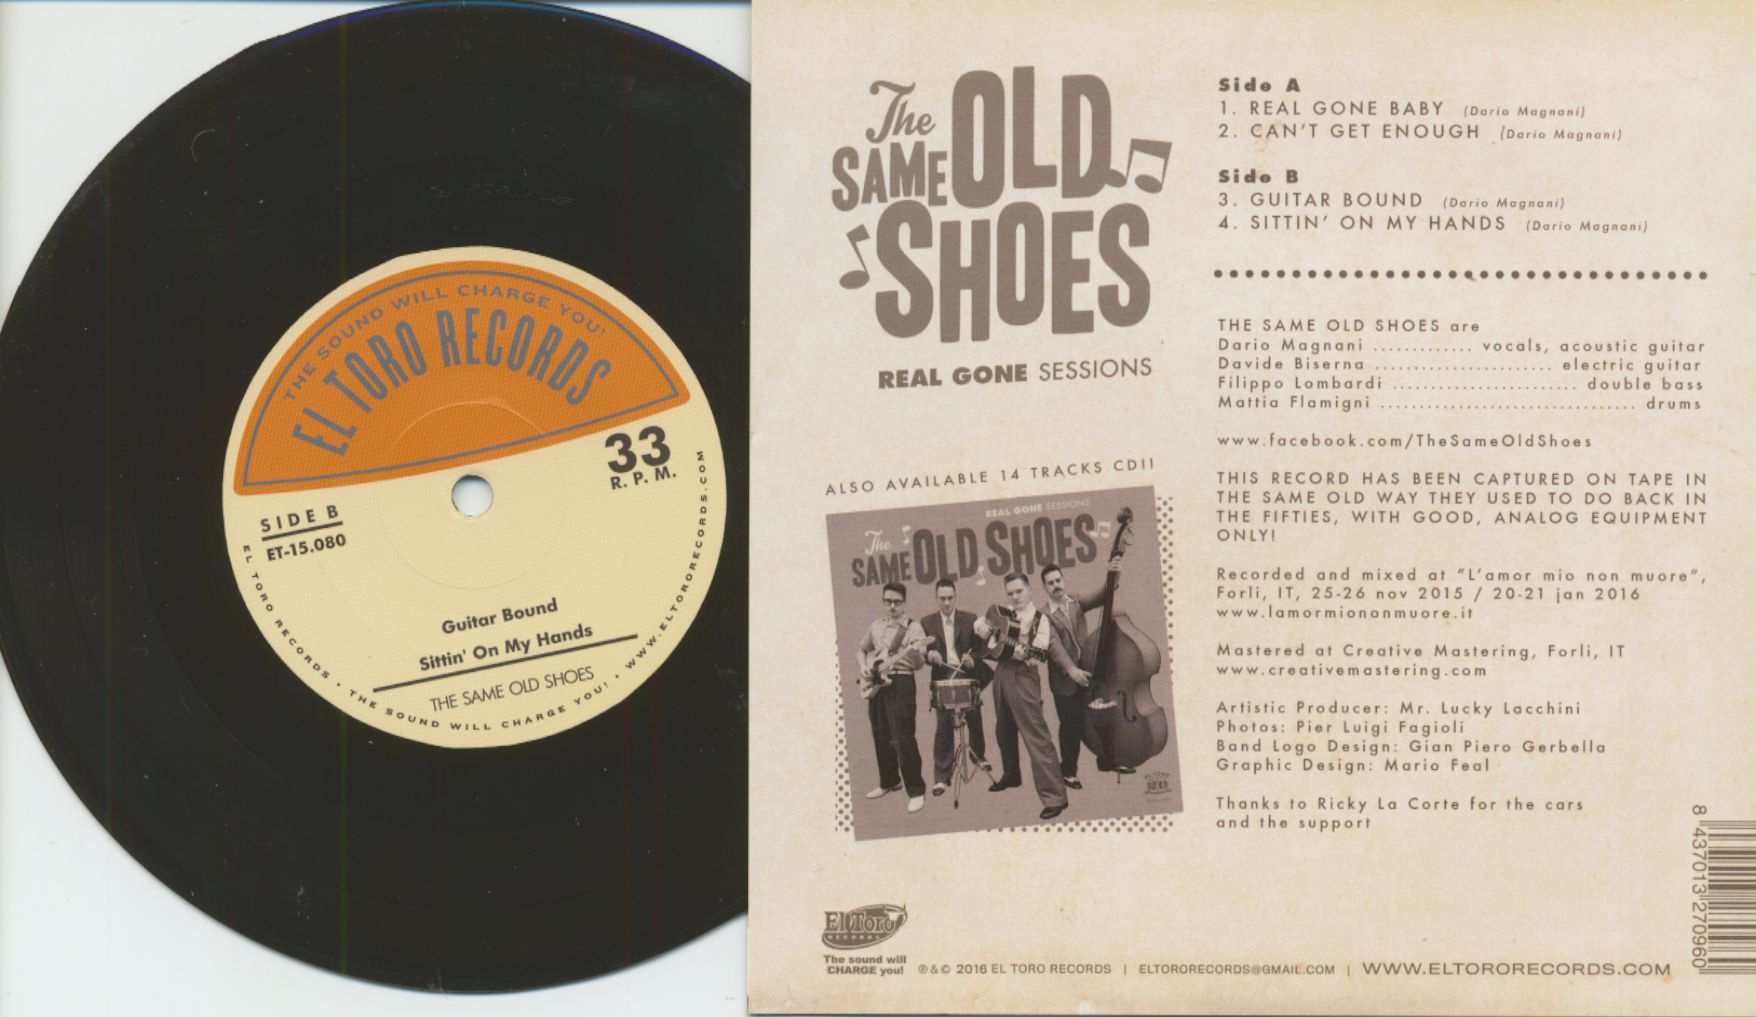 THE SOUND WILL CHARGE YOU!
EL TORO RECORDS
33
R. P. M.
SIDE B
ET-15.080
Guitar Bound
Sittin' On My Hands
THE SAME OLD SHOES
EL TORO RECORDS • THE SOUND WILL CHARGE YOU! • WWW.ELTORORECORDS.COM
The
SAME OLD
SHOES
REAL GONE SESSIONS
ALSO AVAILABLE 14 TRACKS CD!!
REAL GONE SESSIONS
The
SAME OLD SHOES
El Toro
RECORDS
The sound will
CHARGE you!
Side A
1. REAL GONE BABY (Dario Magnani)
2. CAN'T GET ENOUGH (Dario Magnani)
Side B
3. GUITAR BOUND (Dario Magnani)
4. SITTIN' ON MY HANDS (Dario Magnani)
THE SAME OLD SHOES are
Dario Magnani ............. vocals, acoustic guitar
Davide Biserna ....................... electric guitar
Filippo Lombardi ........................ double bass
Mattia Flamigni ................................. drums
www.facebook.com/TheSameOldShoes
THIS RECORD HAS BEEN CAPTURED ON TAPE IN
THE SAME OLD WAY THEY USED TO DO BACK IN
THE FIFTIES, WITH GOOD, ANALOG EQUIPMENT
ONLY!
Recorded and mixed at “L'amor mio non muore”,
Forli, IT, 25-26 nov 2015 / 20-21 jan 2016
www.lamormiononmuore.it
Mastered at Creative Mastering, Forli, IT
www.creativemastering.com
Artistic Producer: Mr. Lucky Lacchini
Photos: Pier Luigi Fagioli
Band Logo Design: Gian Piero Gerbella
Graphic Design: Mario Feal
Thanks to Ricky La Corte for the cars
and the support
8 437013 270960
℗ & © 2016 EL TORO RECORDS | ELTORORECORDS@GMAIL.COM | WWW.ELTORORECORDS.COM